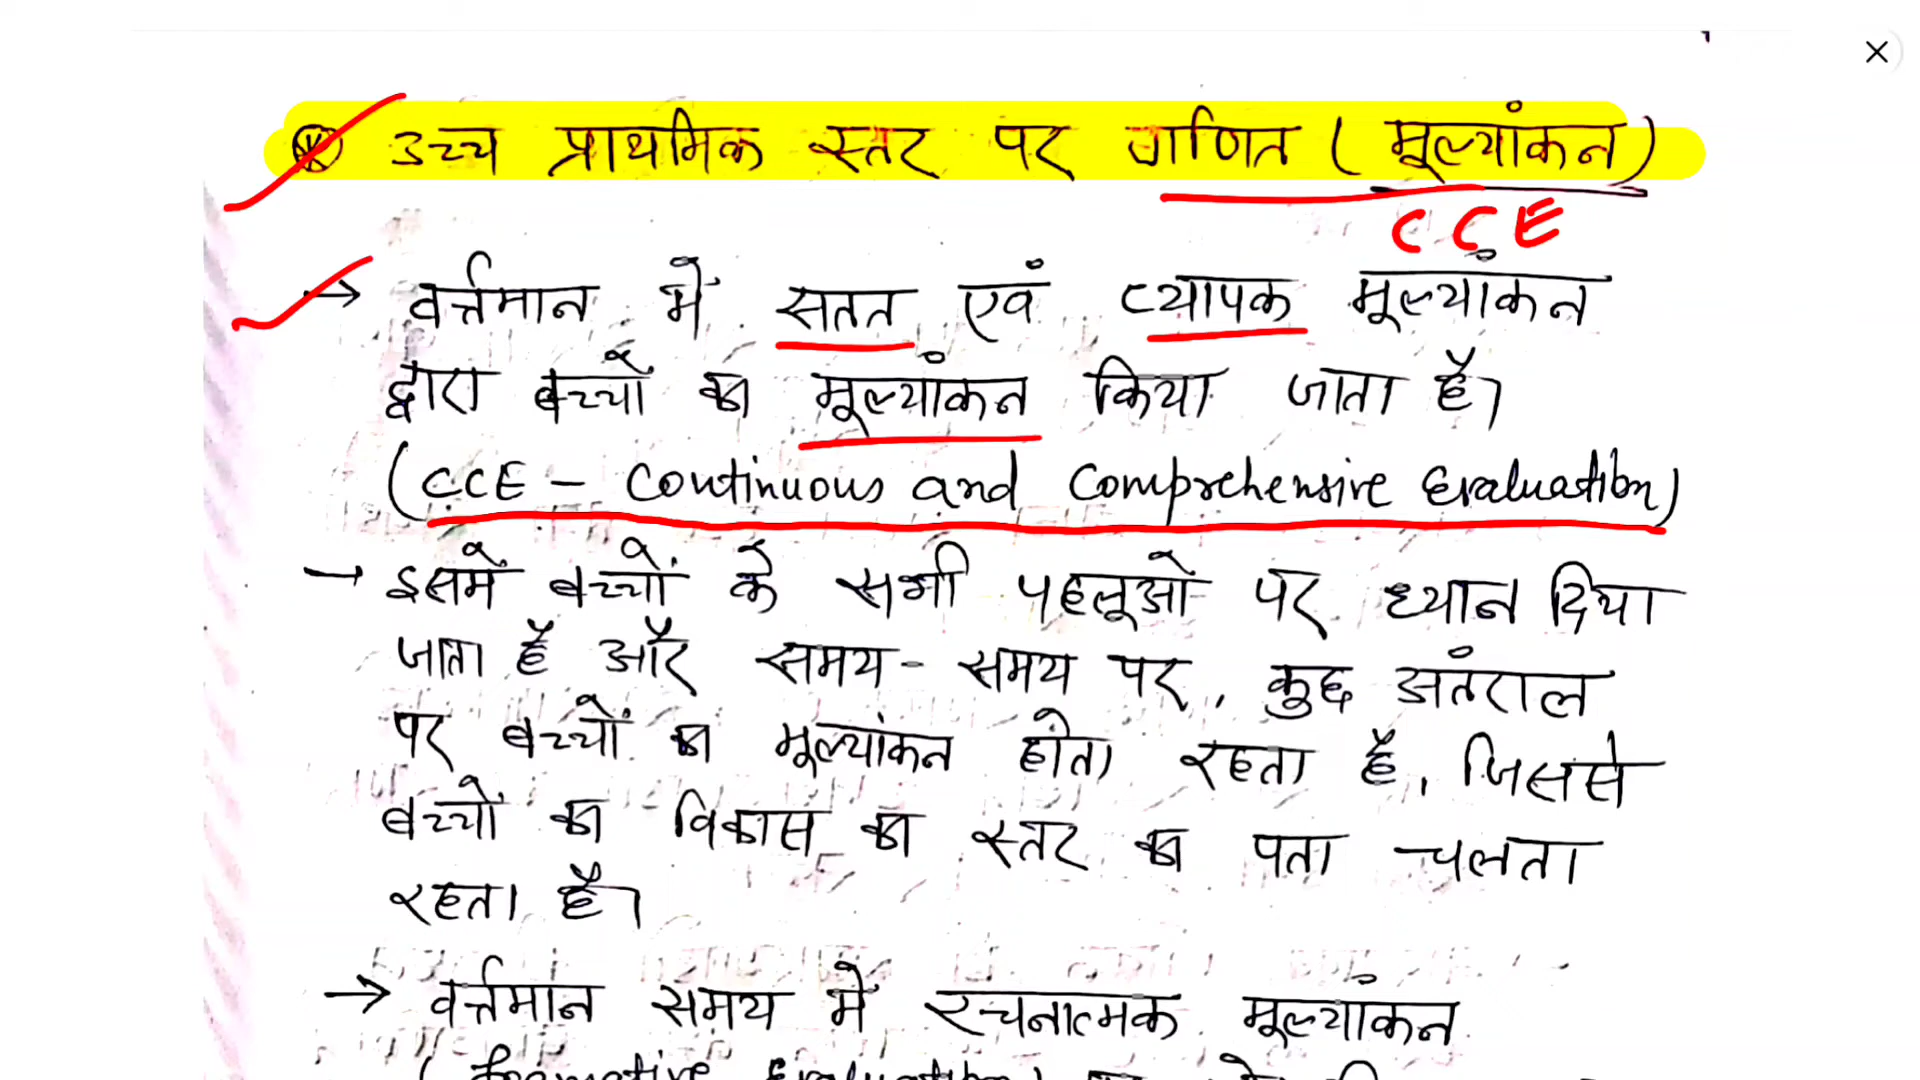 उच्च प्राथमिक स्तर पर गणित (मूल्यांकन)
CCE
→ वर्त्तमान में सतत एवं व्यापक मूल्यांकन
द्वारा बच्चों का मूल्यांकन किया जाता है।
(CCE - Continuous and Comprehensive Evaluation)
→ इसमें बच्चों के सभी पहलूओं पर ध्यान दिया
जाता है और समय-समय पर, कुछ अंतराल
पर बच्चों का मूल्यांकन होता रहता है, जिससे
बच्चों का विकास का स्तर का पता चलता
रहता है।
→ वर्त्तमान समय में रचनात्मक मूल्यांकन
(Formative Evaluation)